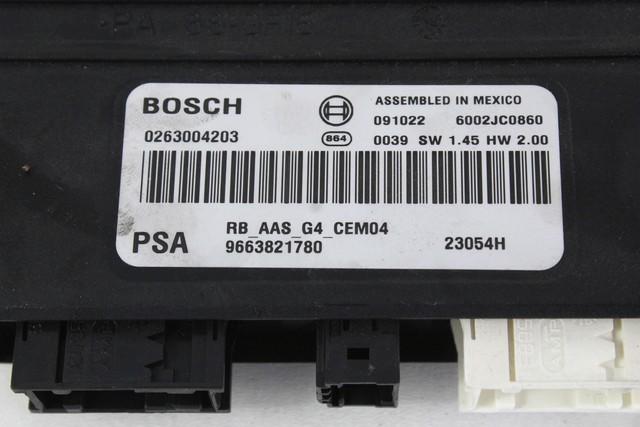 BOSCH
ASSEMBLED IN MEXICO
091022 6002JC0860
0263004203
864
0039 SW 1.45 HW 2.00
RB_AAS_G4_CEM04
PSA
9663821780
23054H
AMP